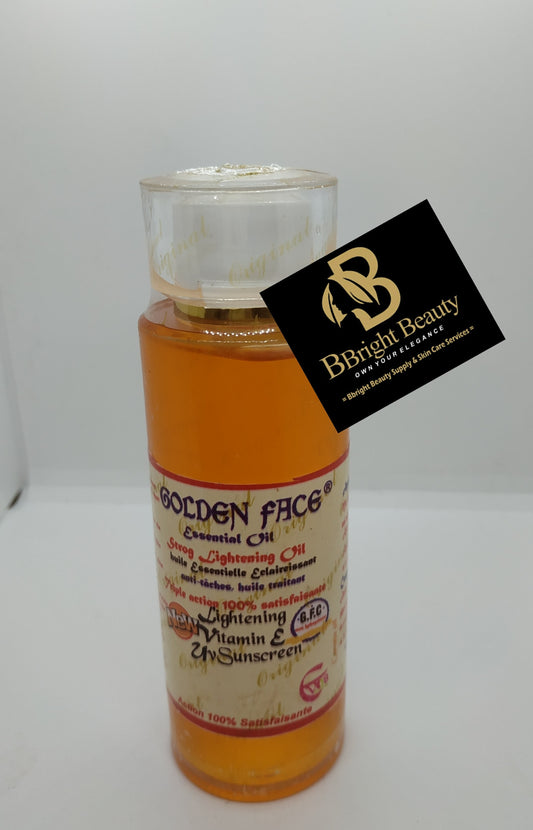 BBright Beauty
OWN YOUR ELEGANCE
= Bbright Beauty Supply & Skin Care Services =
Original
GOLDEN FACE®
Essential Oil
Strog Lightening Oil
huile Essentielle Eclaircissant
anti-tâches, huile traitant
Triple action 100% satisfaisante
New
Lightening
Vitamin E
UvSunscreen
G.F.C
Action 100% Satisfaisante